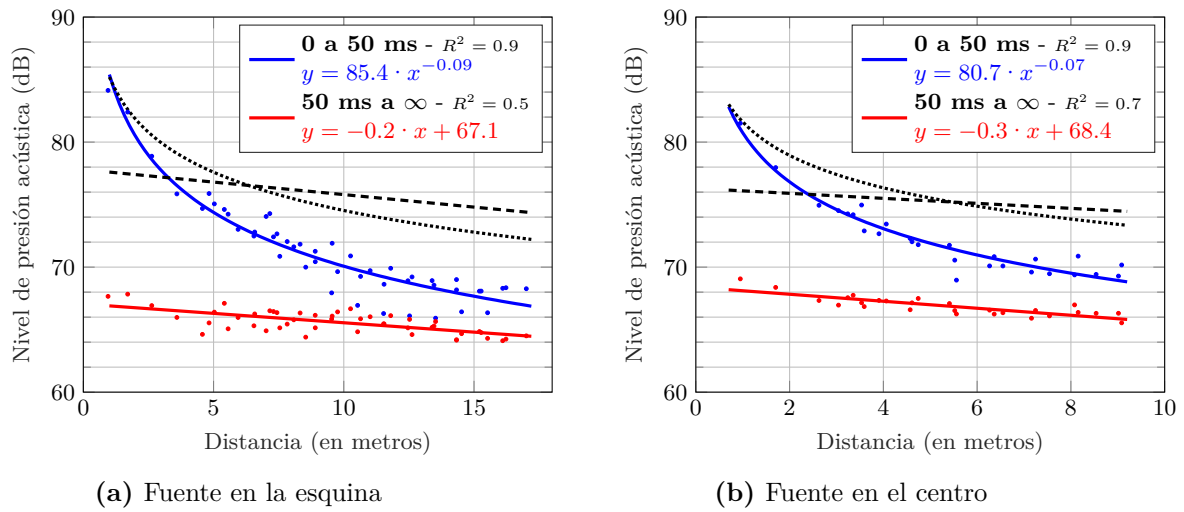 Nivel de presión acústica (dB)
90
80
70
60
0 a 50 ms - R² = 0.9
y = 85.4 · x^{-0.09}
50 ms a ∞ - R² = 0.5
y = −0.2 · x + 67.1
0 5 10 15
Distancia (en metros)
(a) Fuente en la esquina
Nivel de presión acústica (dB)
90
80
70
60
0 a 50 ms - R² = 0.9
y = 80.7 · x^{-0.07}
50 ms a ∞ - R² = 0.7
y = −0.3 · x + 68.4
0 2 4 6 8 10
Distancia (en metros)
(b) Fuente en el centro